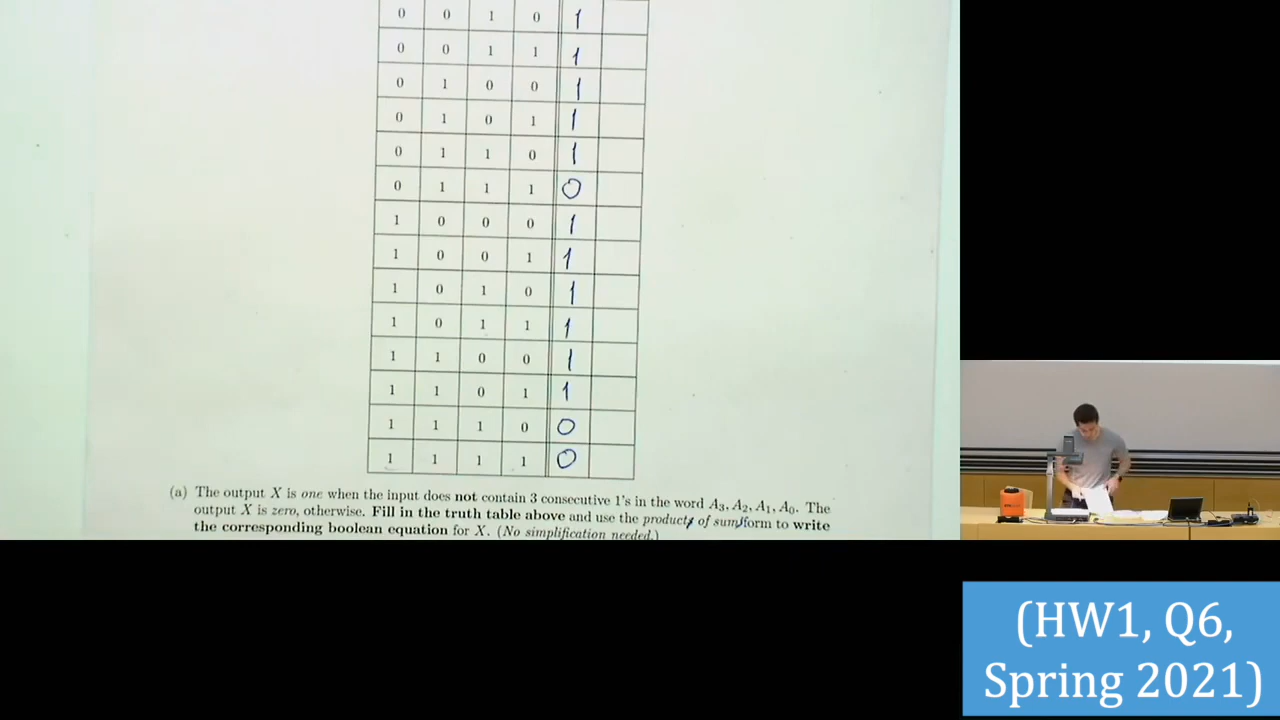 0 0 1 0 1
0 0 1 1 1
0 1 0 0 1
0 1 0 1 1
0 1 1 0 1
0 1 1 1 0
1 0 0 0 1
1 0 0 1 1
1 0 1 0 1
1 0 1 1 1
1 1 0 0 1
1 1 0 1 1
1 1 1 0 0
1 1 1 1 0
(a) The output X is one when the input does not contain 3 consecutive 1's in the word A3, A2, A1, A0. The
output X is zero, otherwise. Fill in the truth table above and use the products of sums form to write
the corresponding boolean equation for X. (No simplification needed.)
(HW1, Q6,
Spring 2021)